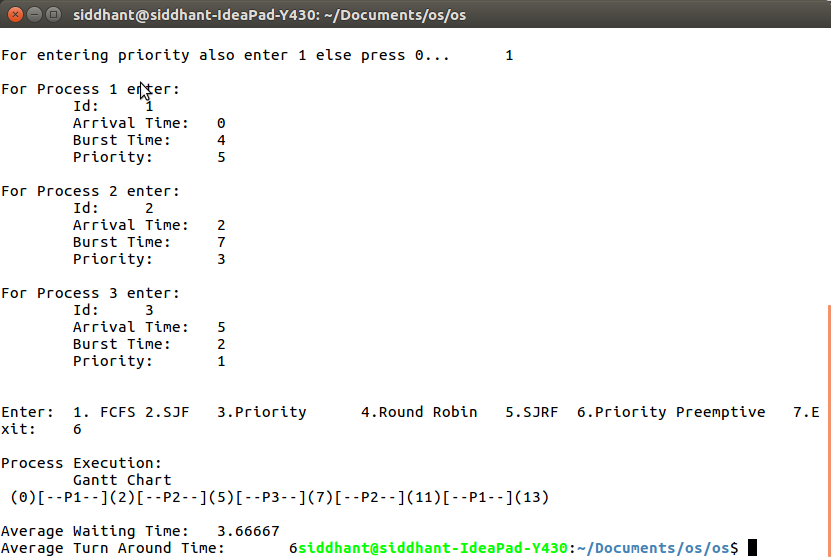 siddhant@siddhant-IdeaPad-Y430: ~/Documents/os/os
For entering priority also enter 1 else press 0... 1
For Process 1 enter:
Id: 1
Arrival Time: 0
Burst Time: 4
Priority: 5
For Process 2 enter:
Id: 2
Arrival Time: 2
Burst Time: 7
Priority: 3
For Process 3 enter:
Id: 3
Arrival Time: 5
Burst Time: 2
Priority: 1
Enter: 1. FCFS 2.SJF 3.Priority 4.Round Robin 5.SJRF 6.Priority Preemptive 7.E
xit: 6
Process Execution:
Gantt Chart
(0)[--P1--](2)[--P2--](5)[--P3--](7)[--P2--](11)[--P1--](13)
Average Waiting Time: 3.66667
Average Turn Around Time: 6siddhant@siddhant-IdeaPad-Y430:~/Documents/os/os$